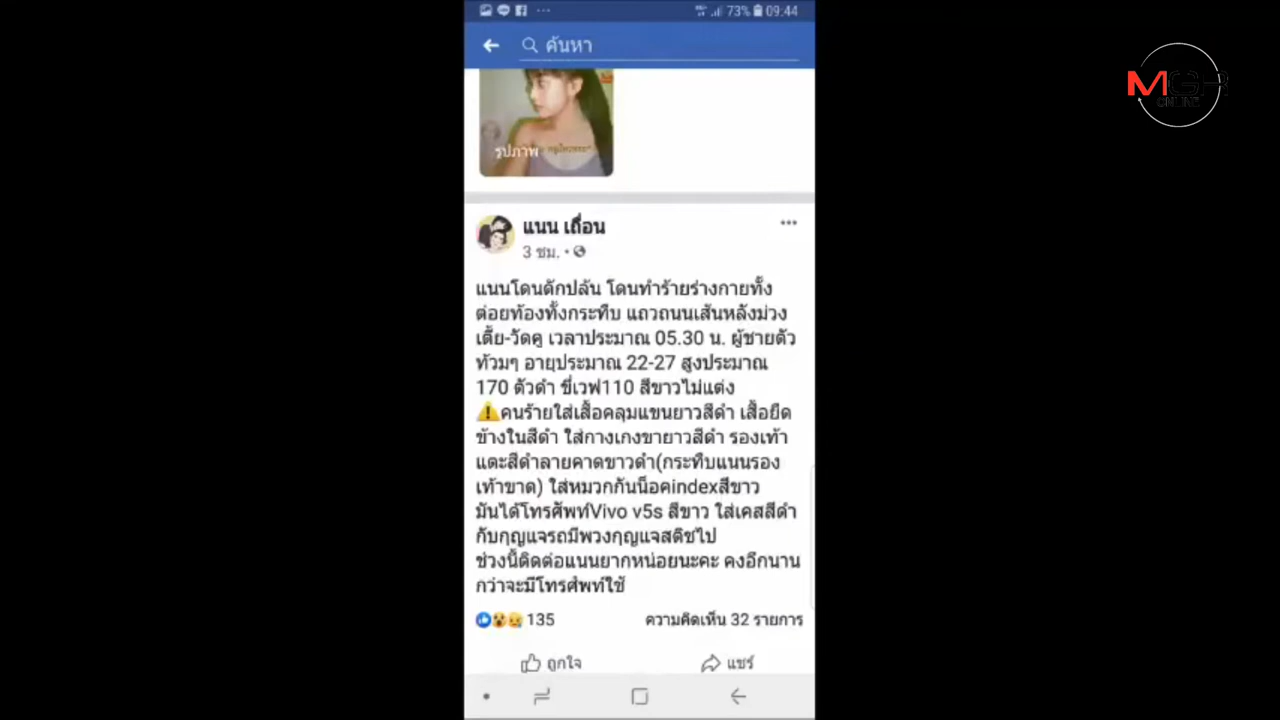 73% 09:44
ค้นหา
MGR
ONLINE
รูปภาพ
แนน เถื่อน
3 ชม.
แนนโดนดักปล้น โดนทำร้ายร่างกายทั้ง
ต่อยท้องทั้งกระทืบ แถวถนนเส้นหลังม่วง
เตี้ย-วัดคู เวลาประมาณ 05.30 น. ผู้ชายตัว
ท้วมๆ อายุประมาณ 22-27 สูงประมาณ
170 ตัวดำ ขี่เวฟ110 สีขาวไม่แต่ง
⚠️คนร้ายใส่เสื้อคลุมแขนยาวสีดำ เสื้อยืด
ข้างในสีดำ ใส่กางเกงขายาวสีดำ รองเท้า
แตะสีดำลายคาดขาวดำ(กระทืบแนนรอง
เท้าขาด) ใส่หมวกกันน็อคindexสีขาว
มันได้โทรศัพท์Vivo v5s สีขาว ใส่เคสสีดำ
กับกุญแจรถมีพวงกุญแจสติชไป
ช่วงนี้ติดต่อแนนยากหน่อยนะคะ คงอีกนาน
กว่าจะมีโทรศัพท์ใช้
135
ความคิดเห็น 32 รายการ
ถูกใจ
แชร์